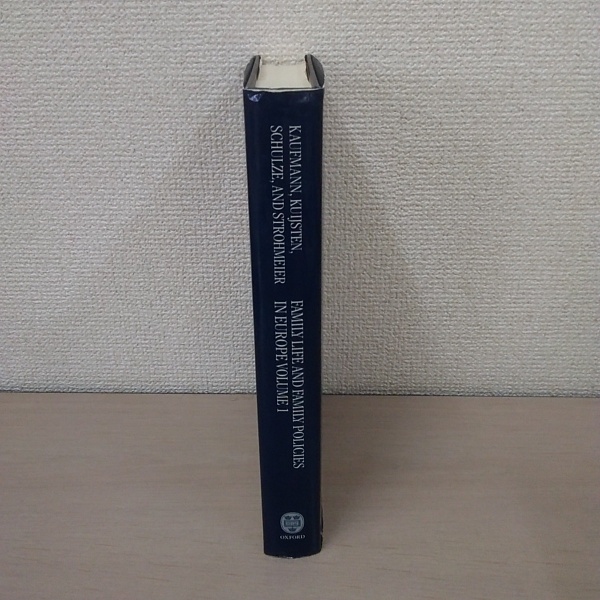 KAUFMANN, KUIJSTEN,
SCHULZE, AND STROHMEIER
FAMILY LIFE AND FAMILY POLICIES
IN EUROPE VOLUME 1
OXFORD